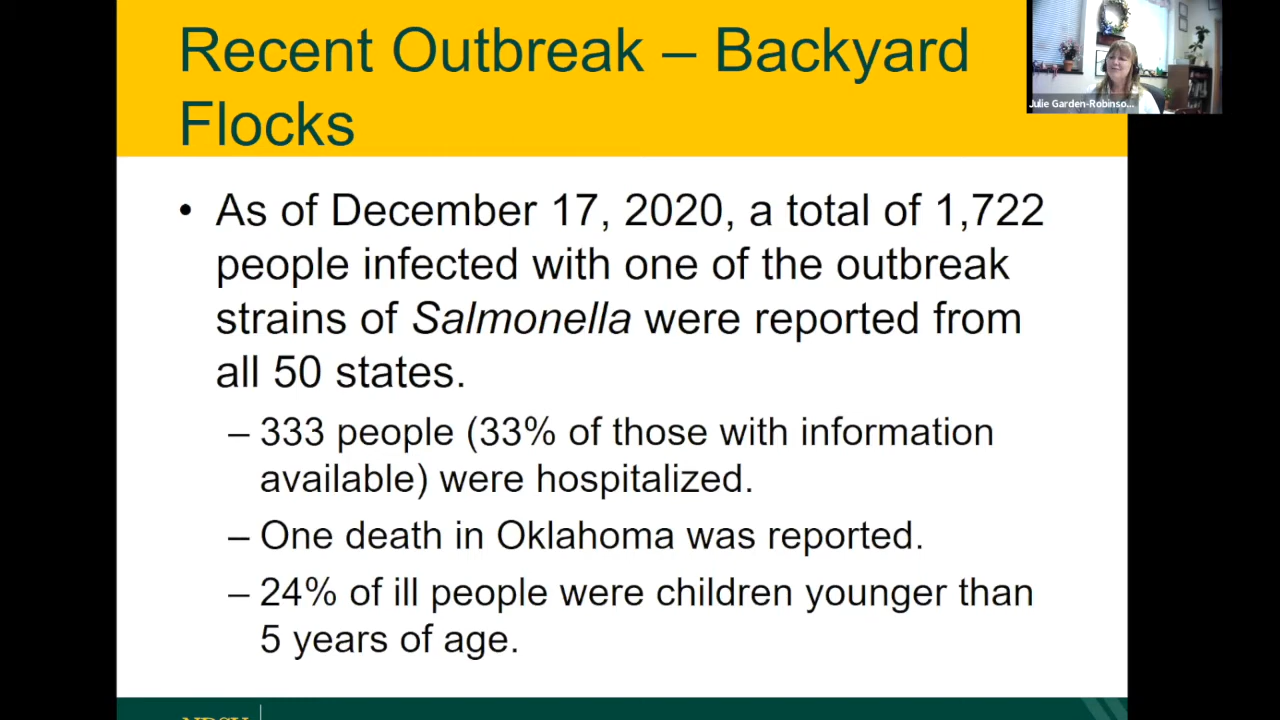 Recent Outbreak – Backyard
Flocks
Julie Garden-Robinso...
• As of December 17, 2020, a total of 1,722
people infected with one of the outbreak
strains of Salmonella were reported from
all 50 states.
– 333 people (33% of those with information
available) were hospitalized.
– One death in Oklahoma was reported.
– 24% of ill people were children younger than
5 years of age.
NDSU